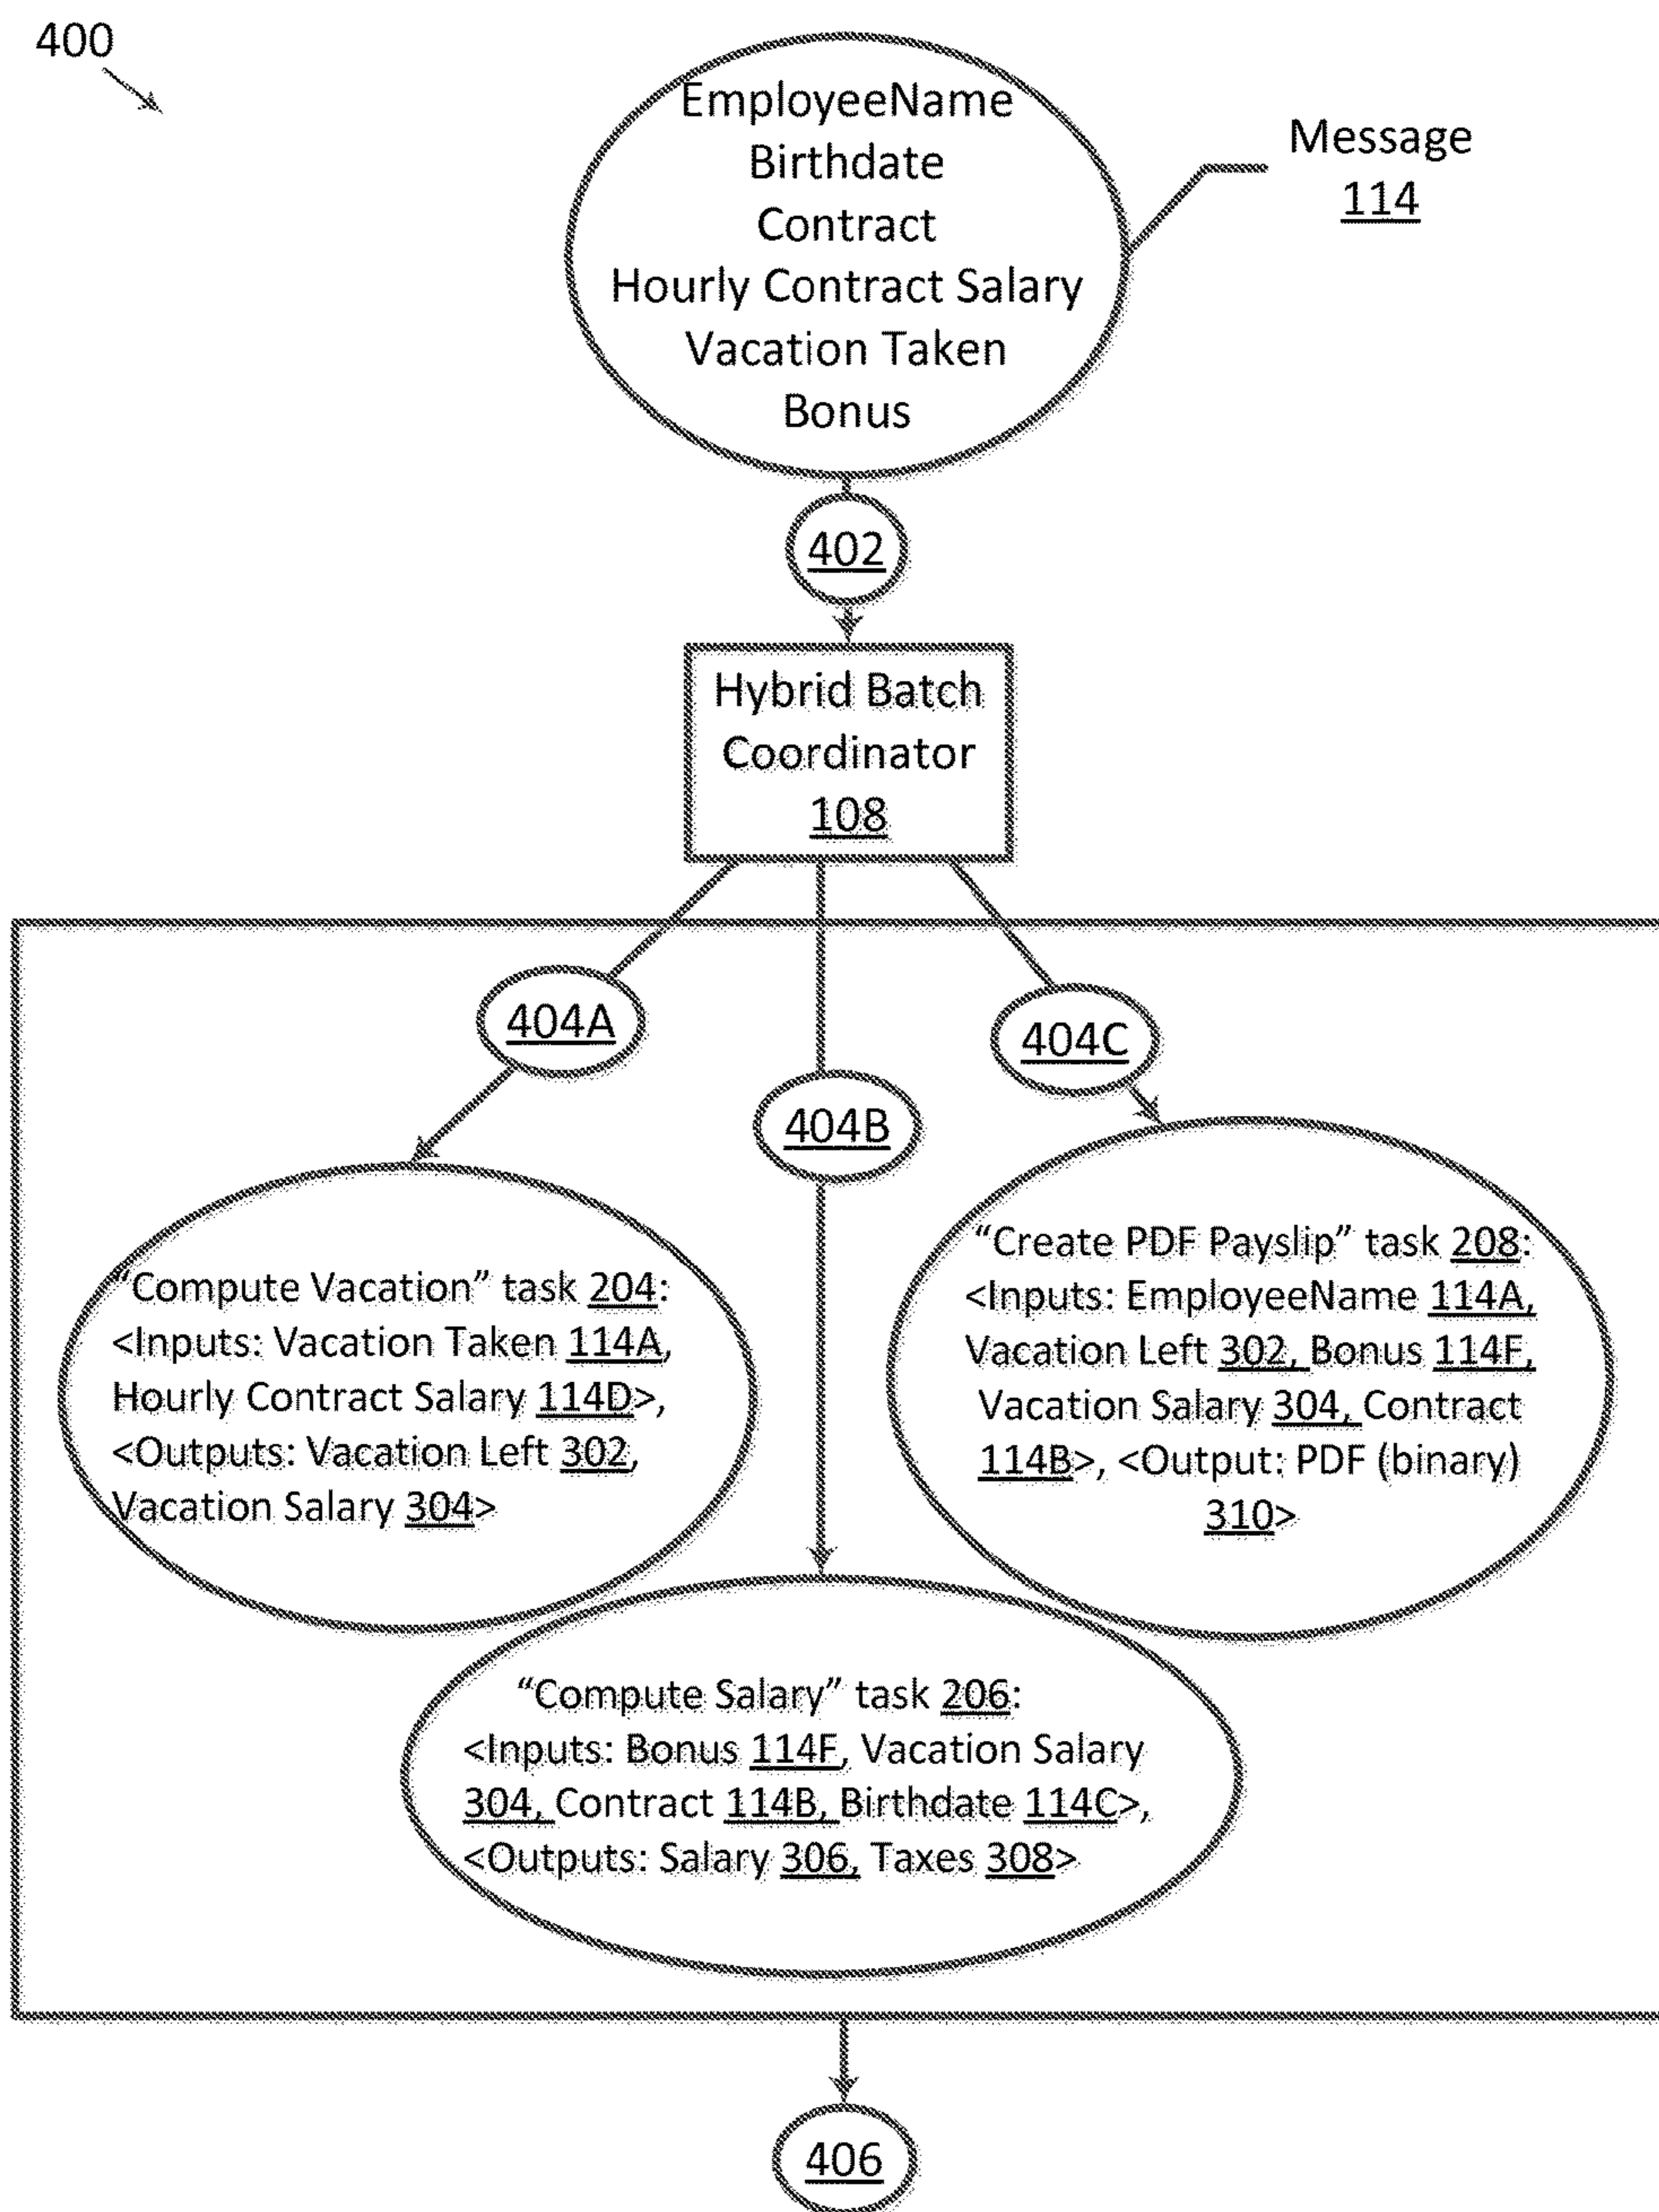 400
EmployeeName
Birthdate
Contract
Hourly Contract Salary
Vacation Taken
Bonus
Message
114
402
Hybrid Batch
Coordinator
108
404A
404B
404C
“Compute Vacation” task 204:
<Inputs: Vacation Taken 114A,
Hourly Contract Salary 114D>,
<Outputs: Vacation Left 302,
Vacation Salary 304>
“Create PDF Payslip” task 208:
<Inputs: EmployeeName 114A,
Vacation Left 302, Bonus 114F,
Vacation Salary 304, Contract
114B>, <Output: PDF (binary)
310>
“Compute Salary” task 206:
<Inputs: Bonus 114F, Vacation Salary
304, Contract 114B, Birthdate 114C>,
<Outputs: Salary 306, Taxes 308>
406